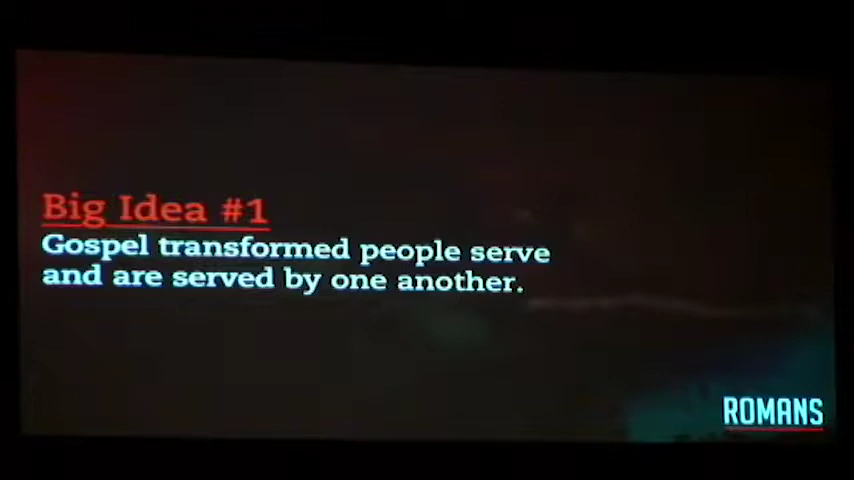 Big Idea #1
Gospel transformed people serve
and are served by one another.
ROMANS